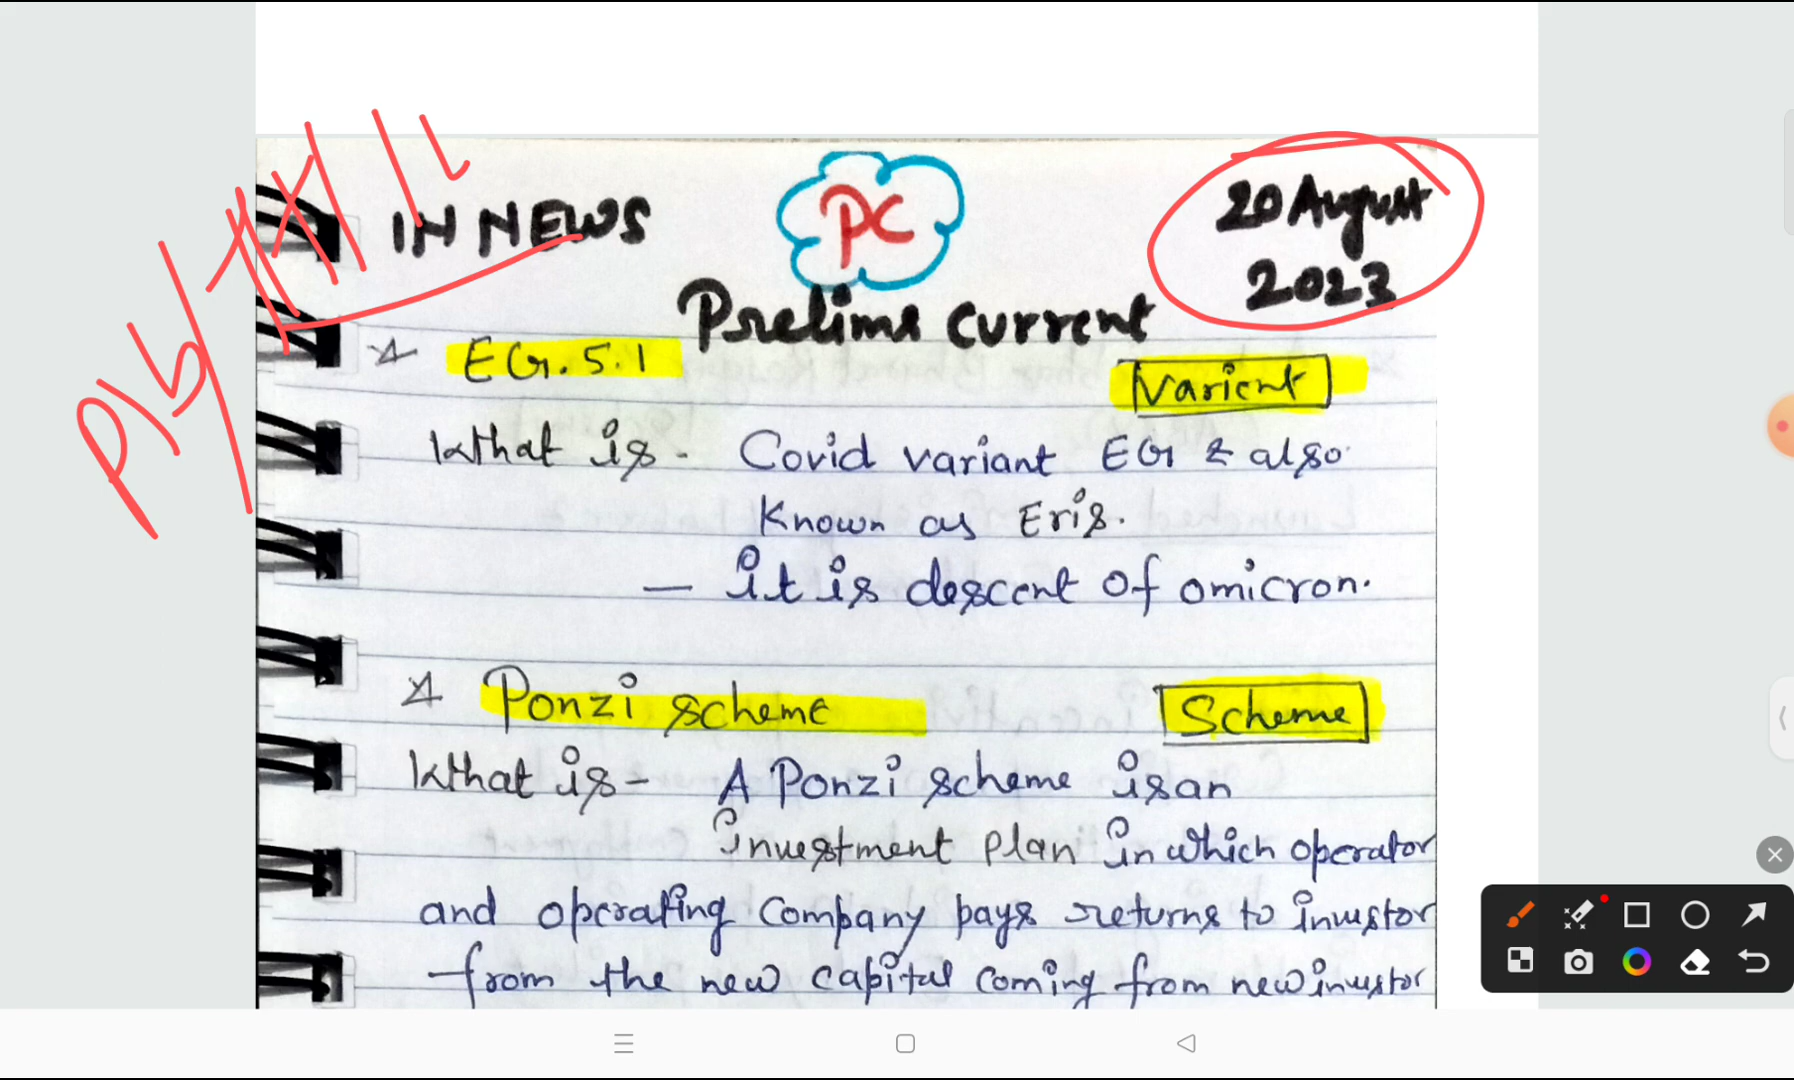 IN NEWS
PC
20 August
2023
Prelims current
EG. 5.1
Varient
What is - Covid variant EG & also
Known as Eris.
— it is descent of omicron.
Ponzi scheme
Scheme
What is - A Ponzi scheme is an
investment plan in which operator
and operating company pays returns to investor
from the new capital coming from new investor